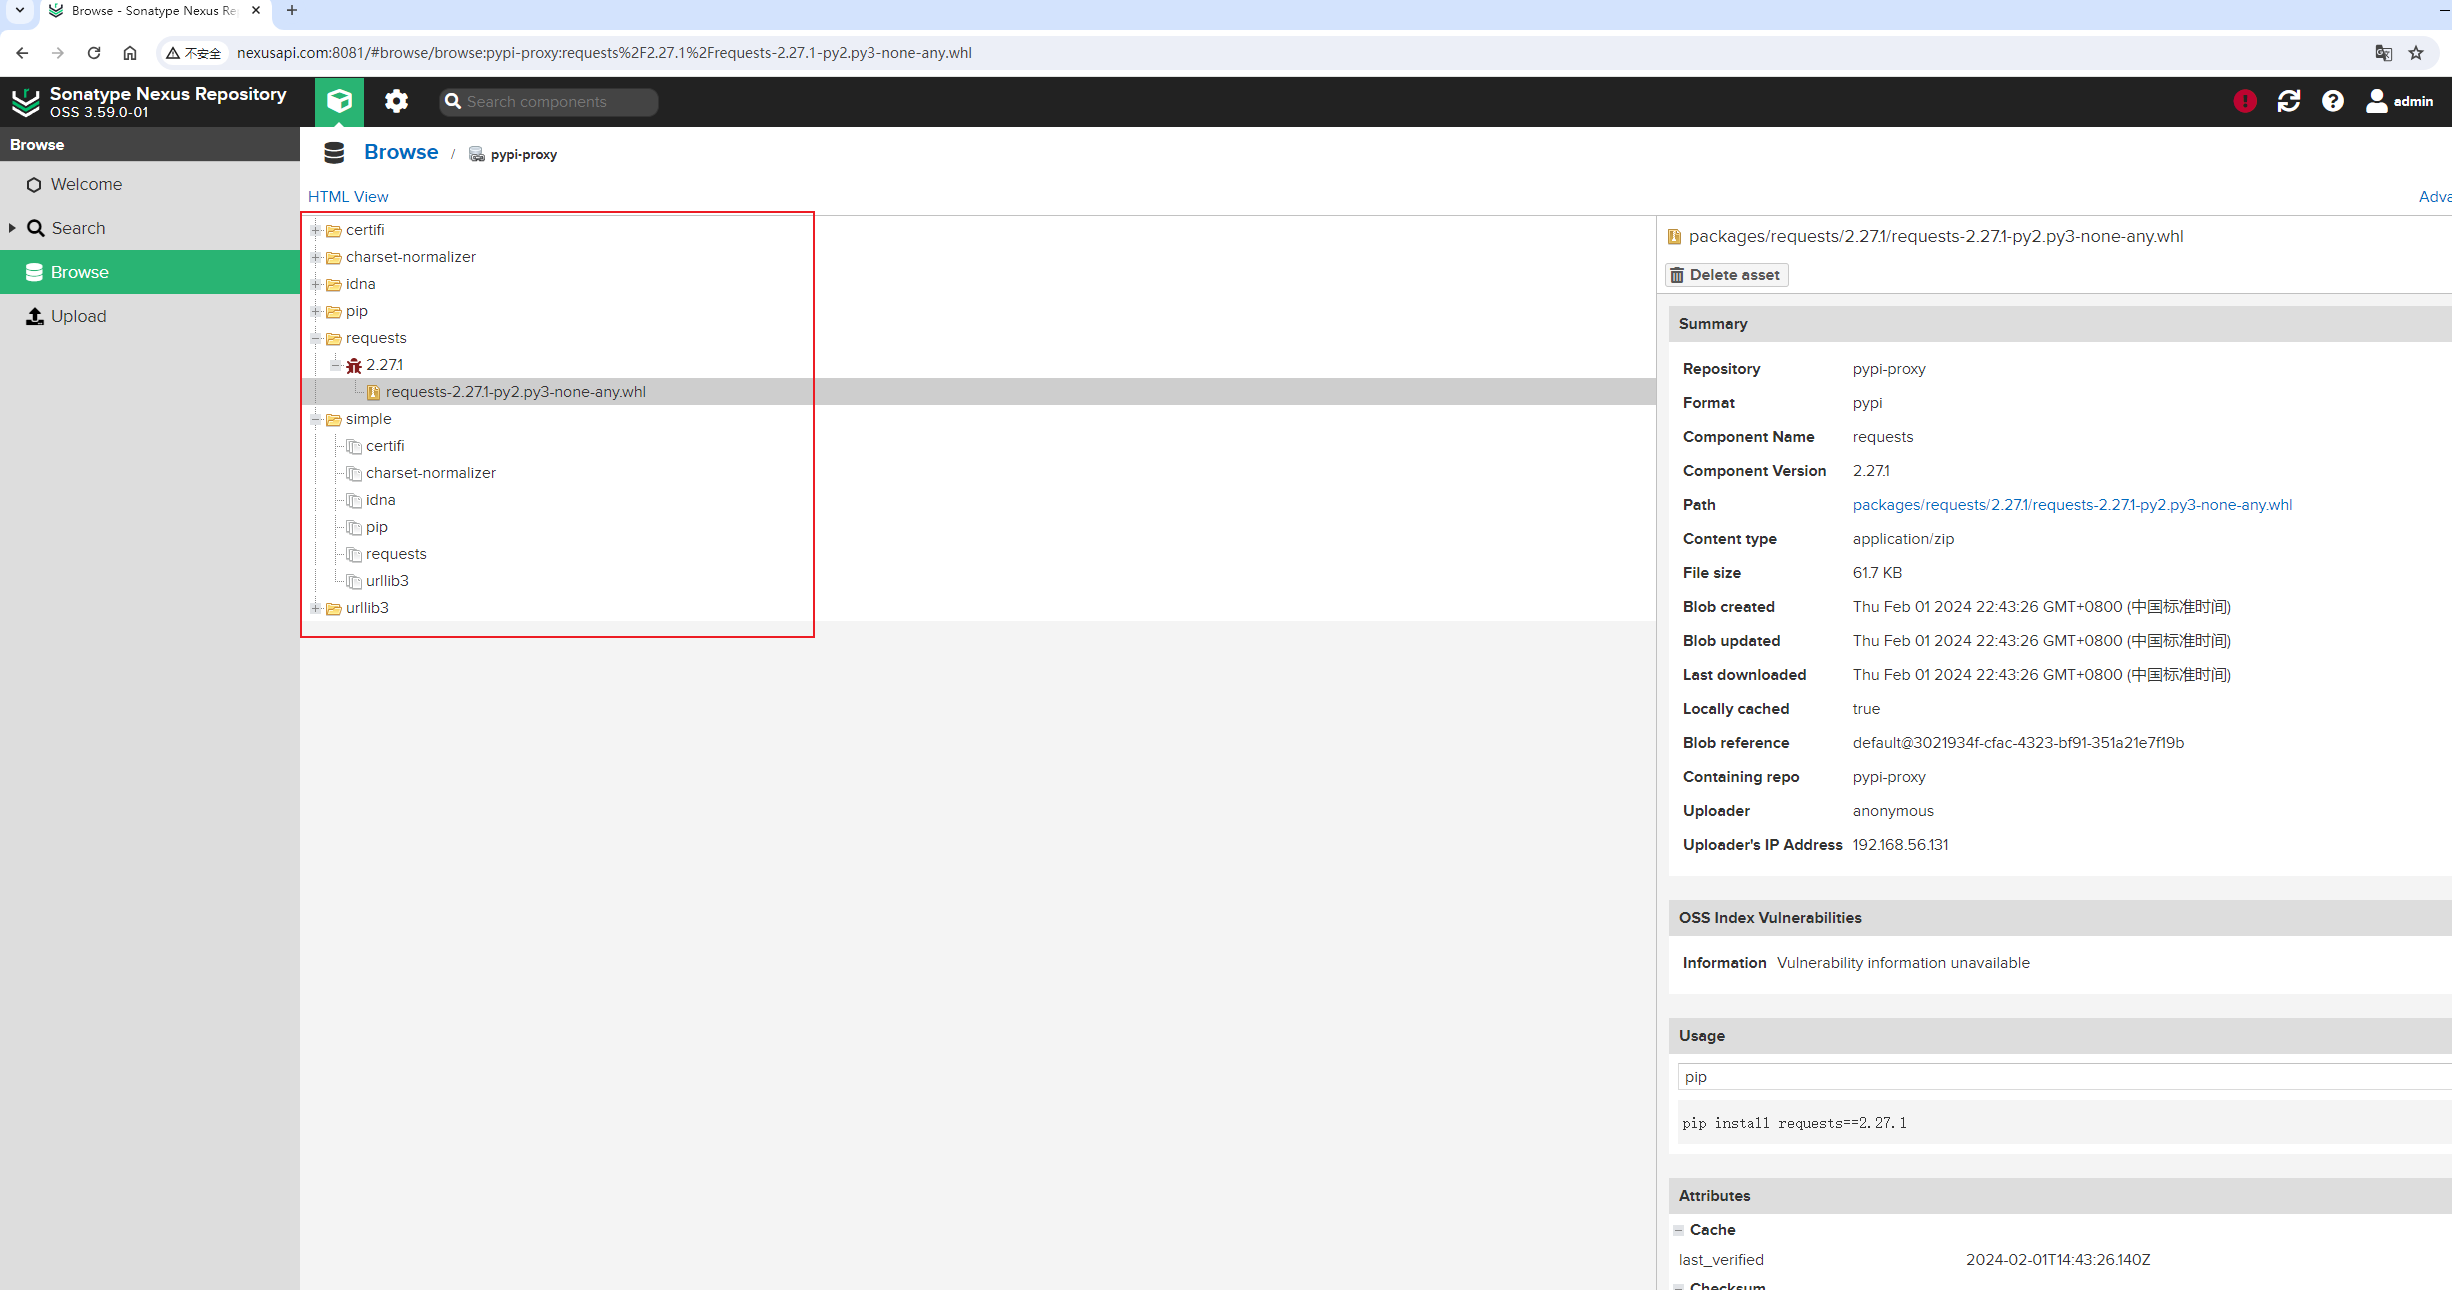 Browse - Sonatype Nexus Re
不安全
nexusapi.com:8081/#browse/browse:pypi-proxy:requests%2F2.27.1%2Frequests-2.27.1-py2.py3-none-any.whl
Sonatype Nexus Repository
OSS 3.59.0-01
Search components
admin
Browse
Welcome
Search
Browse
Upload
Browse / pypi-proxy
HTML View
Adva
certifi
charset-normalizer
idna
pip
requests
2.27.1
requests-2.27.1-py2.py3-none-any.whl
simple
certifi
charset-normalizer
idna
pip
requests
urllib3
urllib3
packages/requests/2.27.1/requests-2.27.1-py2.py3-none-any.whl
Delete asset
Summary
Repository pypi-proxy
Format pypi
Component Name requests
Component Version 2.27.1
Path packages/requests/2.27.1/requests-2.27.1-py2.py3-none-any.whl
Content type application/zip
File size 61.7 KB
Blob created Thu Feb 01 2024 22:43:26 GMT+0800 (中国标准时间)
Blob updated Thu Feb 01 2024 22:43:26 GMT+0800 (中国标准时间)
Last downloaded Thu Feb 01 2024 22:43:26 GMT+0800 (中国标准时间)
Locally cached true
Blob reference default@3021934f-cfac-4323-bf91-351a21e7f19b
Containing repo pypi-proxy
Uploader anonymous
Uploader's IP Address 192.168.56.131
OSS Index Vulnerabilities
Information Vulnerability information unavailable
Usage
pip
pip install requests==2.27.1
Attributes
Cache
last_verified 2024-02-01T14:43:26.140Z
Checksum